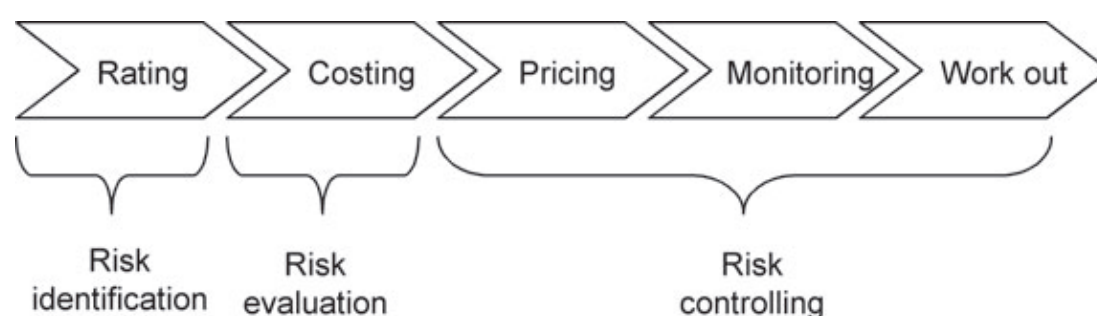 Rating
Costing
Pricing
Monitoring
Work out
Risk
identification
Risk
evaluation
Risk
controlling